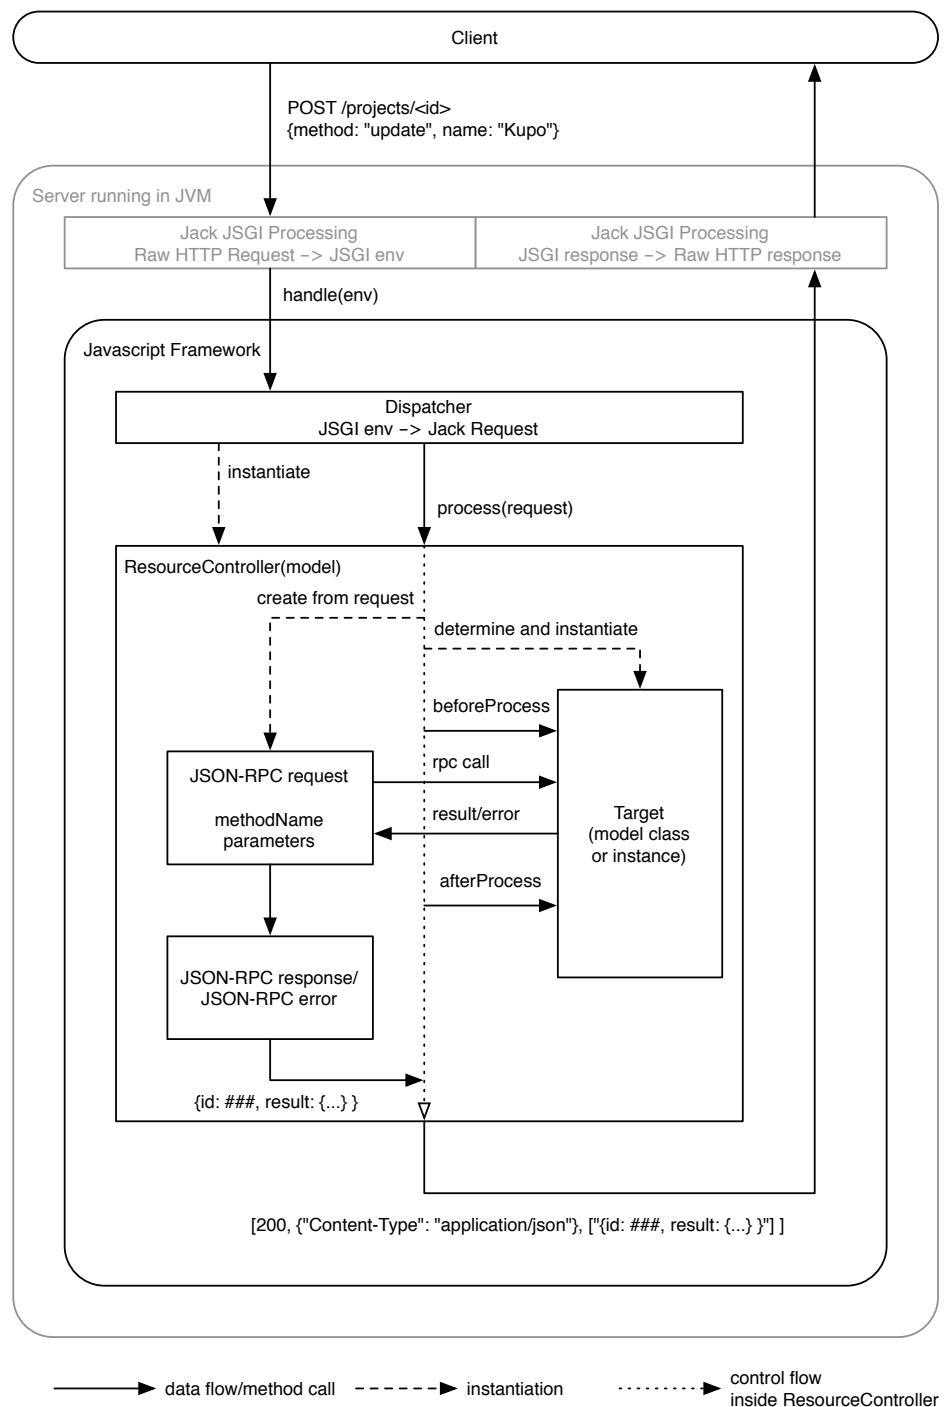 Client
POST /projects/<id>
{method: "update", name: "Kupo"}
Server running in JVM
Jack JSGI Processing
Raw HTTP Request –> JSGI env
Jack JSGI Processing
JSGI response –> Raw HTTP response
handle(env)
Javascript Framework
Dispatcher
JSGI env –> Jack Request
instantiate
process(request)
ResourceController(model)
create from request
determine and instantiate
beforeProcess
rpc call
JSON-RPC request
methodName
parameters
result/error
Target
(model class
or instance)
afterProcess
JSON-RPC response/
JSON-RPC error
{id: ###, result: {...} }
[200, {"Content-Type": "application/json"}, ["{id: ###, result: {...} }"] ]
data flow/method call
instantiation
control flow
inside ResourceController